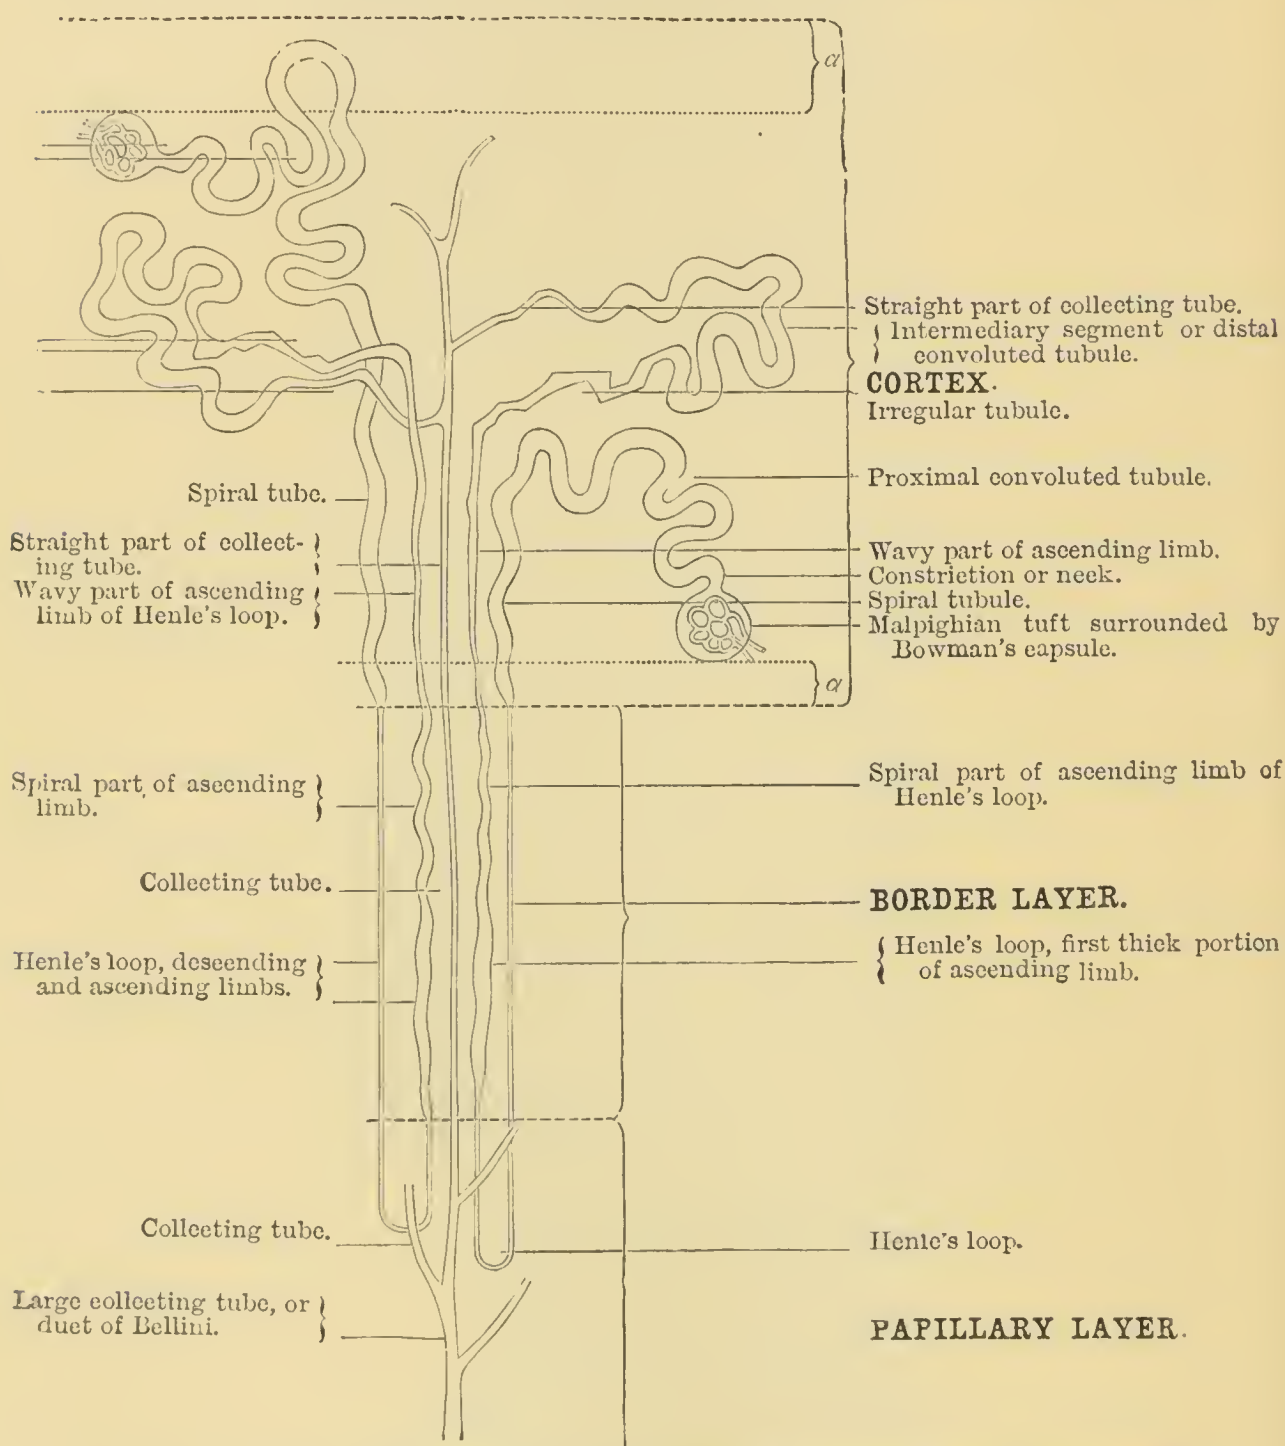 a
Straight part of collecting tube.
Intermediary segment or distal
convoluted tubule.
CORTEX.
Irregular tubule.
Proximal convoluted tubule.
Spiral tube.
Straight part of collect-
ing tube.
Wavy part of ascending
limb of Henle's loop.
Wavy part of ascending limb.
Constriction or neck.
Spiral tubule.
Malpighian tuft surrounded by
Bowman's capsule.
a
Spiral part of ascending
limb.
Spiral part of ascending limb of
Henle's loop.
Collecting tube.
BORDER LAYER.
Henle's loop, descending
and ascending limbs.
Henle's loop, first thick portion
of ascending limb.
Collecting tube.
Henle's loop.
Large collecting tube, or
duct of Bellini.
PAPILLARY LAYER.